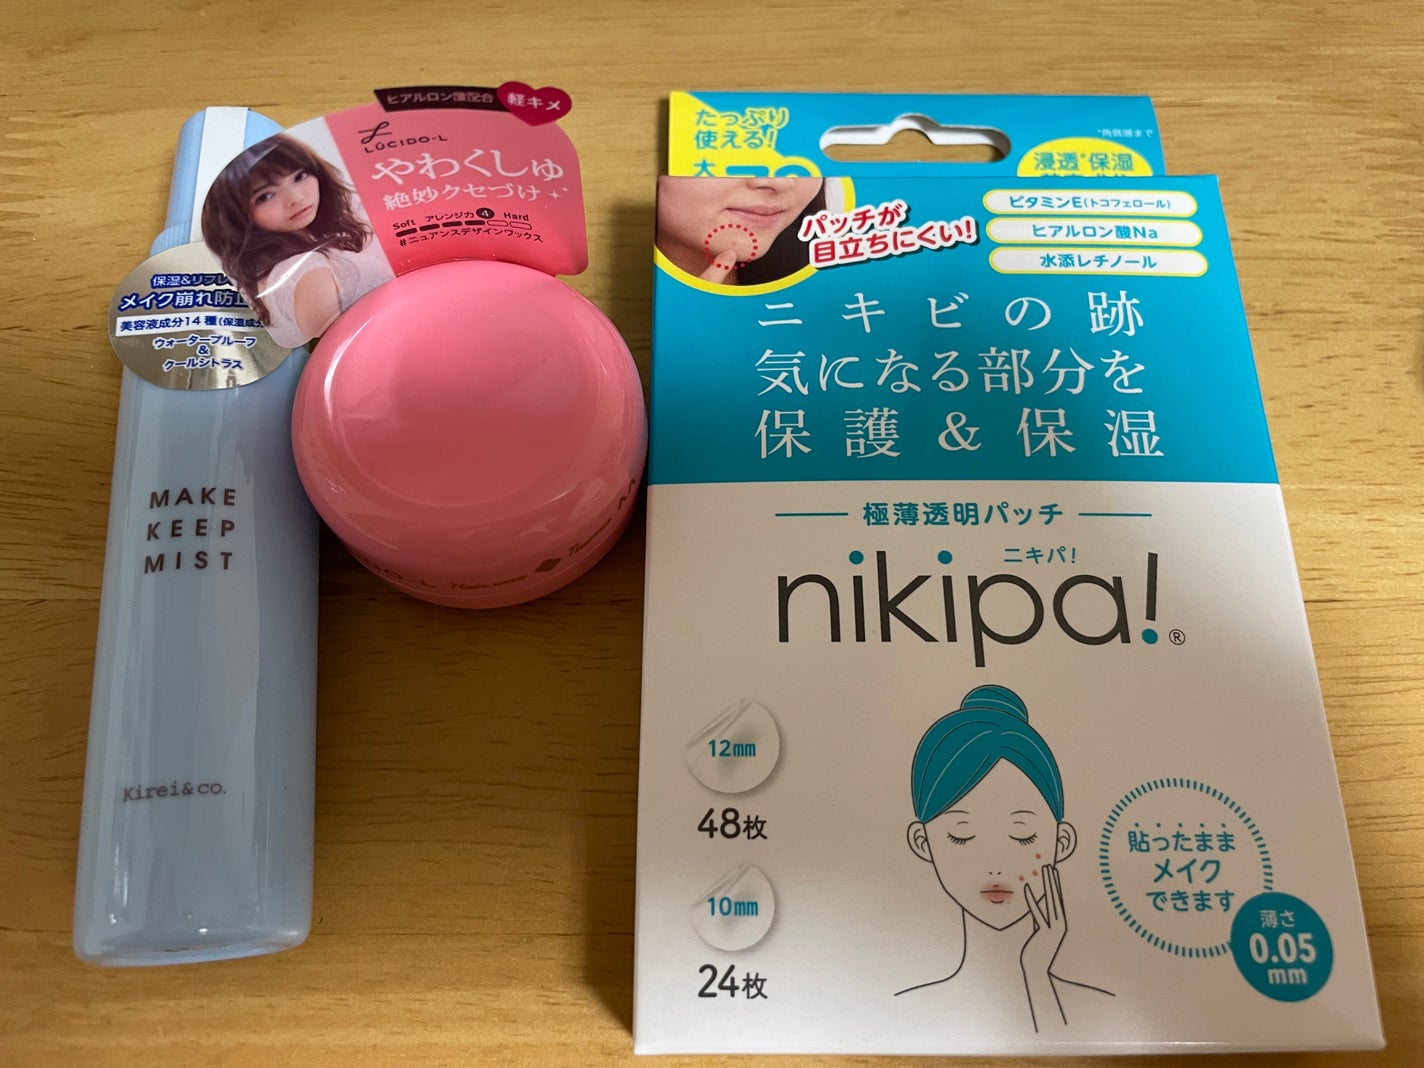 保湿&リフレ
メイク崩れ防止
美容液成分14種(保湿成分
ウォータープルーフ
&
クールシトラス
MAKE
KEEP
MIST
Kirei&co.
ヒアルロン酸配合
軽キメ
LÚCIDO-L
やわくしゅ
絶妙クセづけ
Soft アレンジ力 4 Hard
#ニュアンスデザインワックス
たっぷり
使える!
大
*角質層まで
浸透*保湿
パッチが
目立ちにくい!
ビタミンE(トコフェロール)
ヒアルロン酸Na
水添レチノール
ニキビの跡
気になる部分を
保護&保湿
極薄透明パッチ
ニキパ!
nikipa!®
12mm
48枚
10mm
24枚
貼ったまま
メイク
できます
薄さ
0.05
mm